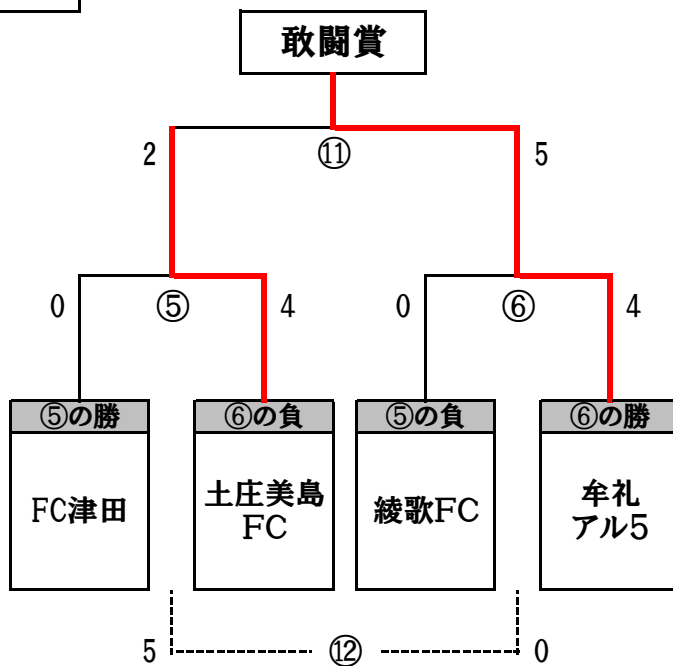 敢闘賞
2 ⑪ 5
0 ⑤ 4 0 ⑥ 4
⑤の勝 ⑥の負 ⑤の負 ⑥の勝
FC津田
土庄美島
FC
綾歌FC
牟礼
アル5
5 ⑫ 0